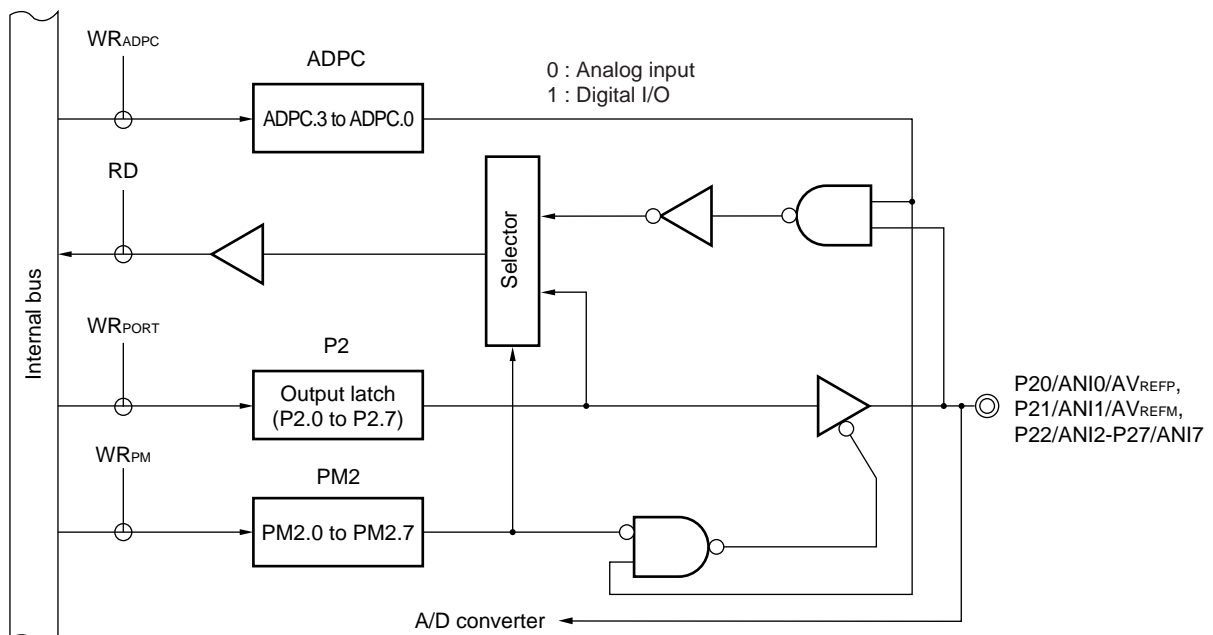 WRADPC
ADPC
0 : Analog input
1 : Digital I/O
ADPC.3 to ADPC.0
RD
Selector
Internal bus
WRPORT
P2
Output latch
(P2.0 to P2.7)
P20/ANI0/AVREFP,
P21/ANI1/AVREFM,
P22/ANI2-P27/ANI7
WRPM
PM2
PM2.0 to PM2.7
A/D converter